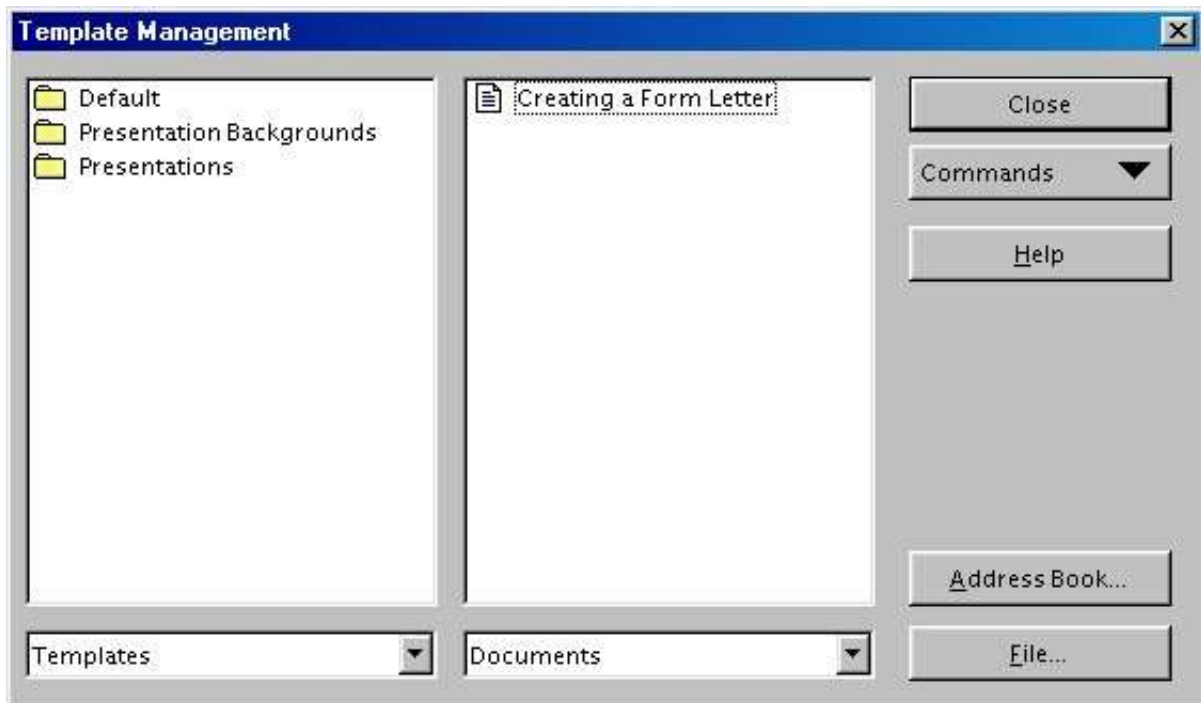 Template Management
Default
Presentation Backgrounds
Presentations
Creating a Form Letter
Close
Commands
Help
Address Book...
File...
Templates
Documents